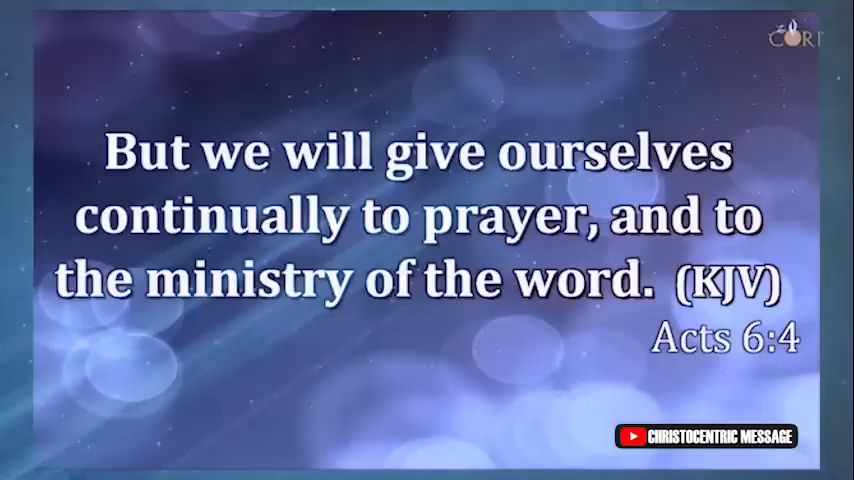 CORI
But we will give ourselves
continually to prayer, and to
the ministry of the word. (KJV)
Acts 6:4
CHRISTOCENTRIC MESSAGE